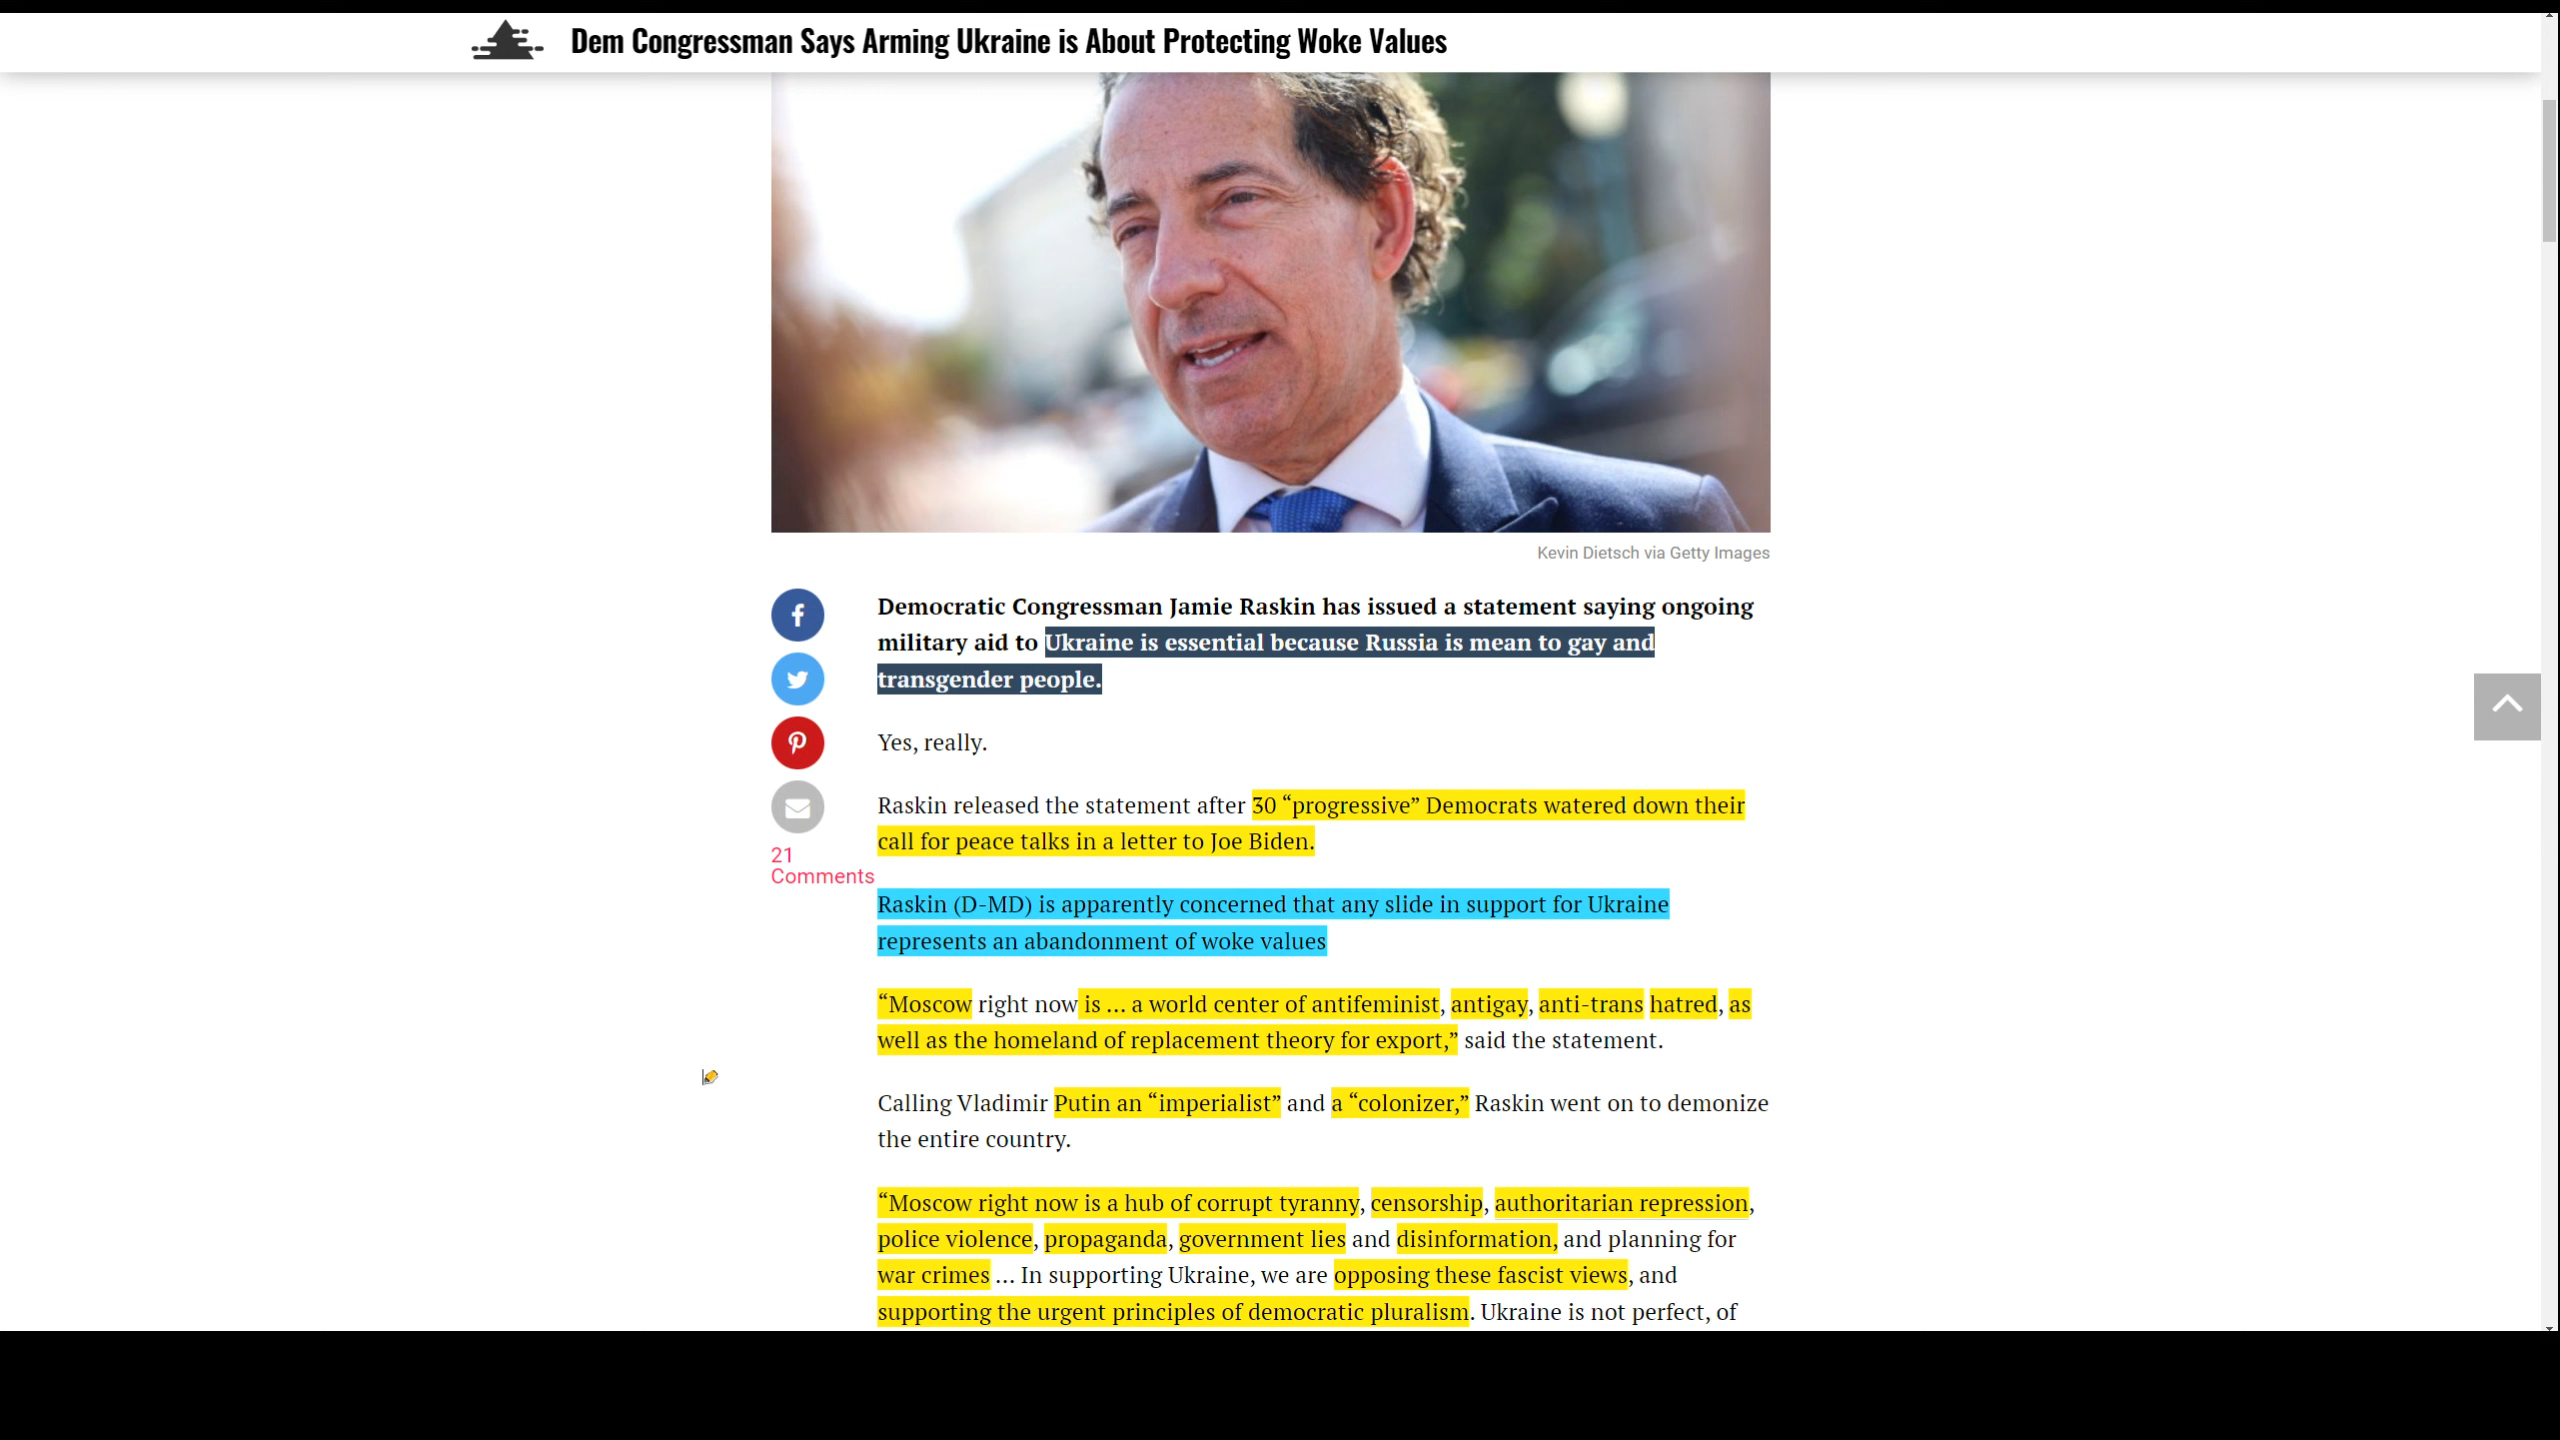 Dem Congressman Says Arming Ukraine is About Protecting Woke Values
Kevin Dietsch via Getty Images
Democratic Congressman Jamie Raskin has issued a statement saying ongoing
military aid to Ukraine is essential because Russia is mean to gay and
transgender people.
Yes, really.
Raskin released the statement after 30 “progressive” Democrats watered down their
call for peace talks in a letter to Joe Biden.
21
Comments
Raskin (D-MD) is apparently concerned that any slide in support for Ukraine
represents an abandonment of woke values
“Moscow right now is … a world center of antifeminist, antigay, anti-trans hatred, as
well as the homeland of replacement theory for export,” said the statement.
Calling Vladimir Putin an “imperialist” and a “colonizer,” Raskin went on to demonize
the entire country.
“Moscow right now is a hub of corrupt tyranny, censorship, authoritarian repression,
police violence, propaganda, government lies and disinformation, and planning for
war crimes … In supporting Ukraine, we are opposing these fascist views, and
supporting the urgent principles of democratic pluralism. Ukraine is not perfect, of